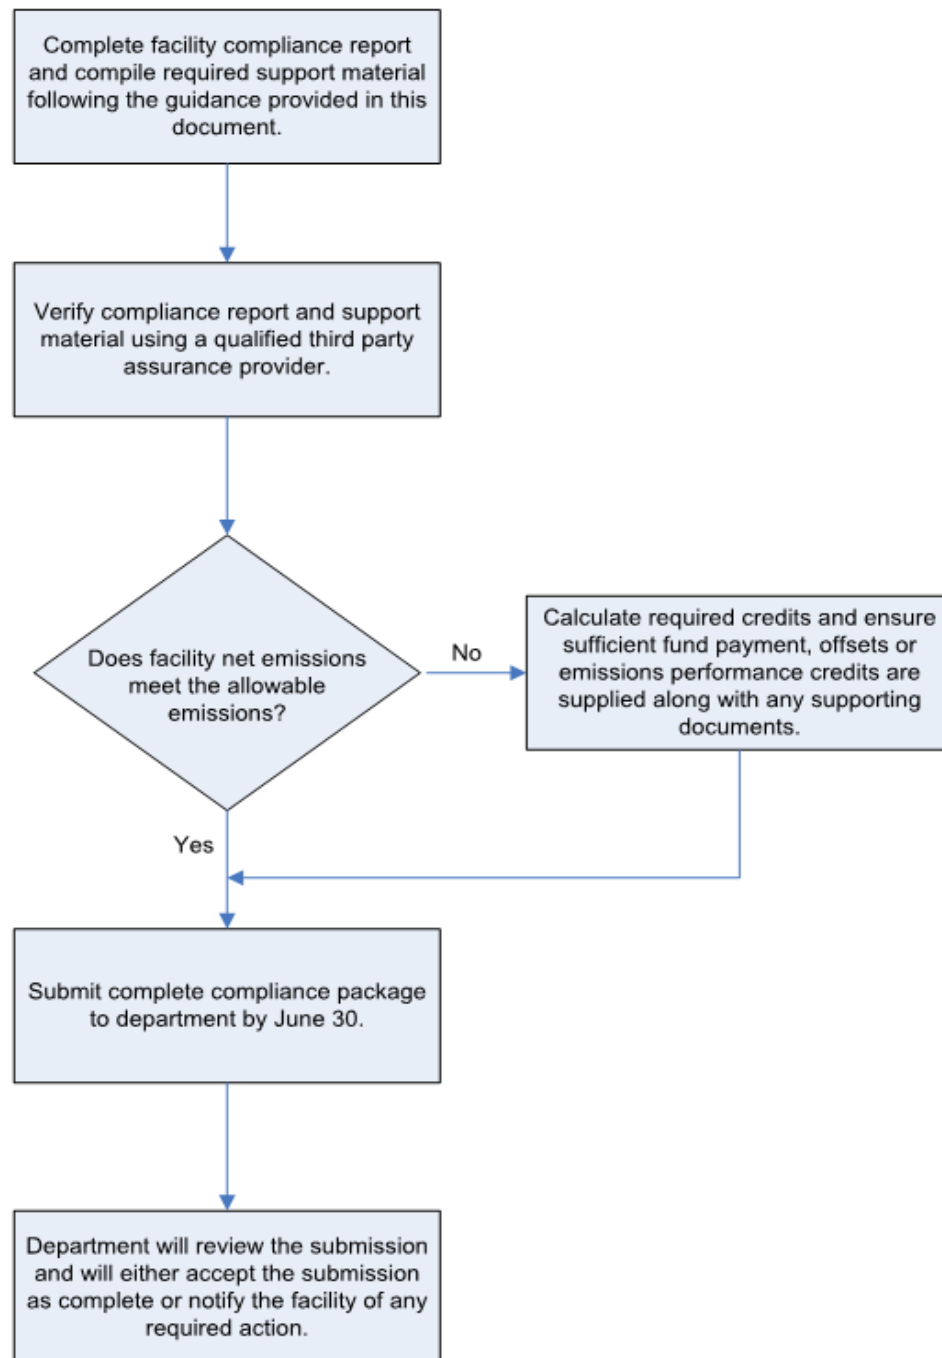 Complete facility compliance report
and compile required support material
following the guidance provided in this
document.
Verify compliance report and support
material using a qualified third party
assurance provider.
Does facility net emissions
meet the allowable
emissions?
No
Calculate required credits and ensure
sufficient fund payment, offsets or
emissions performance credits are
supplied along with any supporting
documents.
Yes
Submit complete compliance package
to department by June 30.
Department will review the submission
and will either accept the submission
as complete or notify the facility of any
required action.